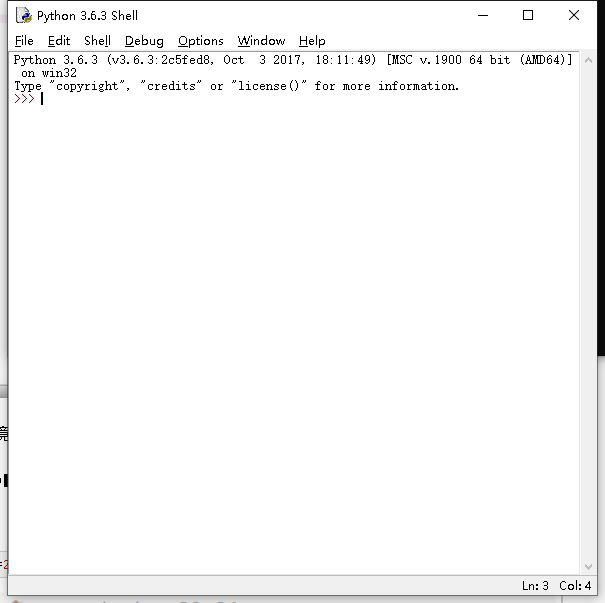 Python 3.6.3 Shell
File Edit Shell Debug Options Window Help
Python 3.6.3 (v3.6.3:2c5fed8, Oct  3 2017, 18:11:49) [MSC v.1900 64 bit (AMD64)]
 on win32
Type "copyright", "credits" or "license()" for more information.
>>>
Ln: 3 Col: 4